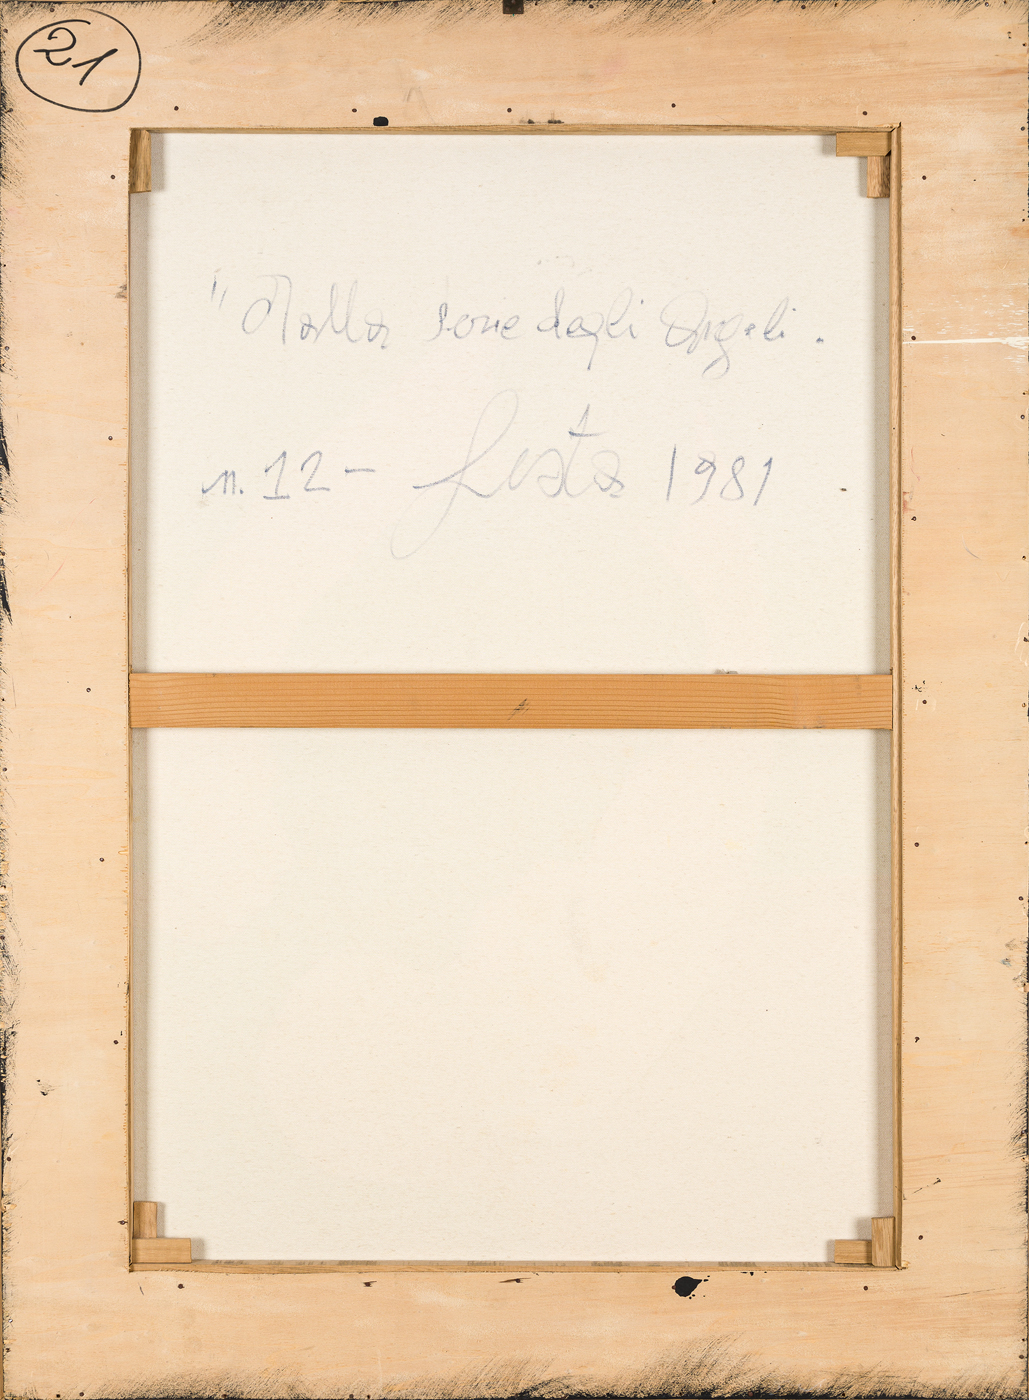 21
"Dalla serie degli Angeli.
n. 12 - Festa 1981